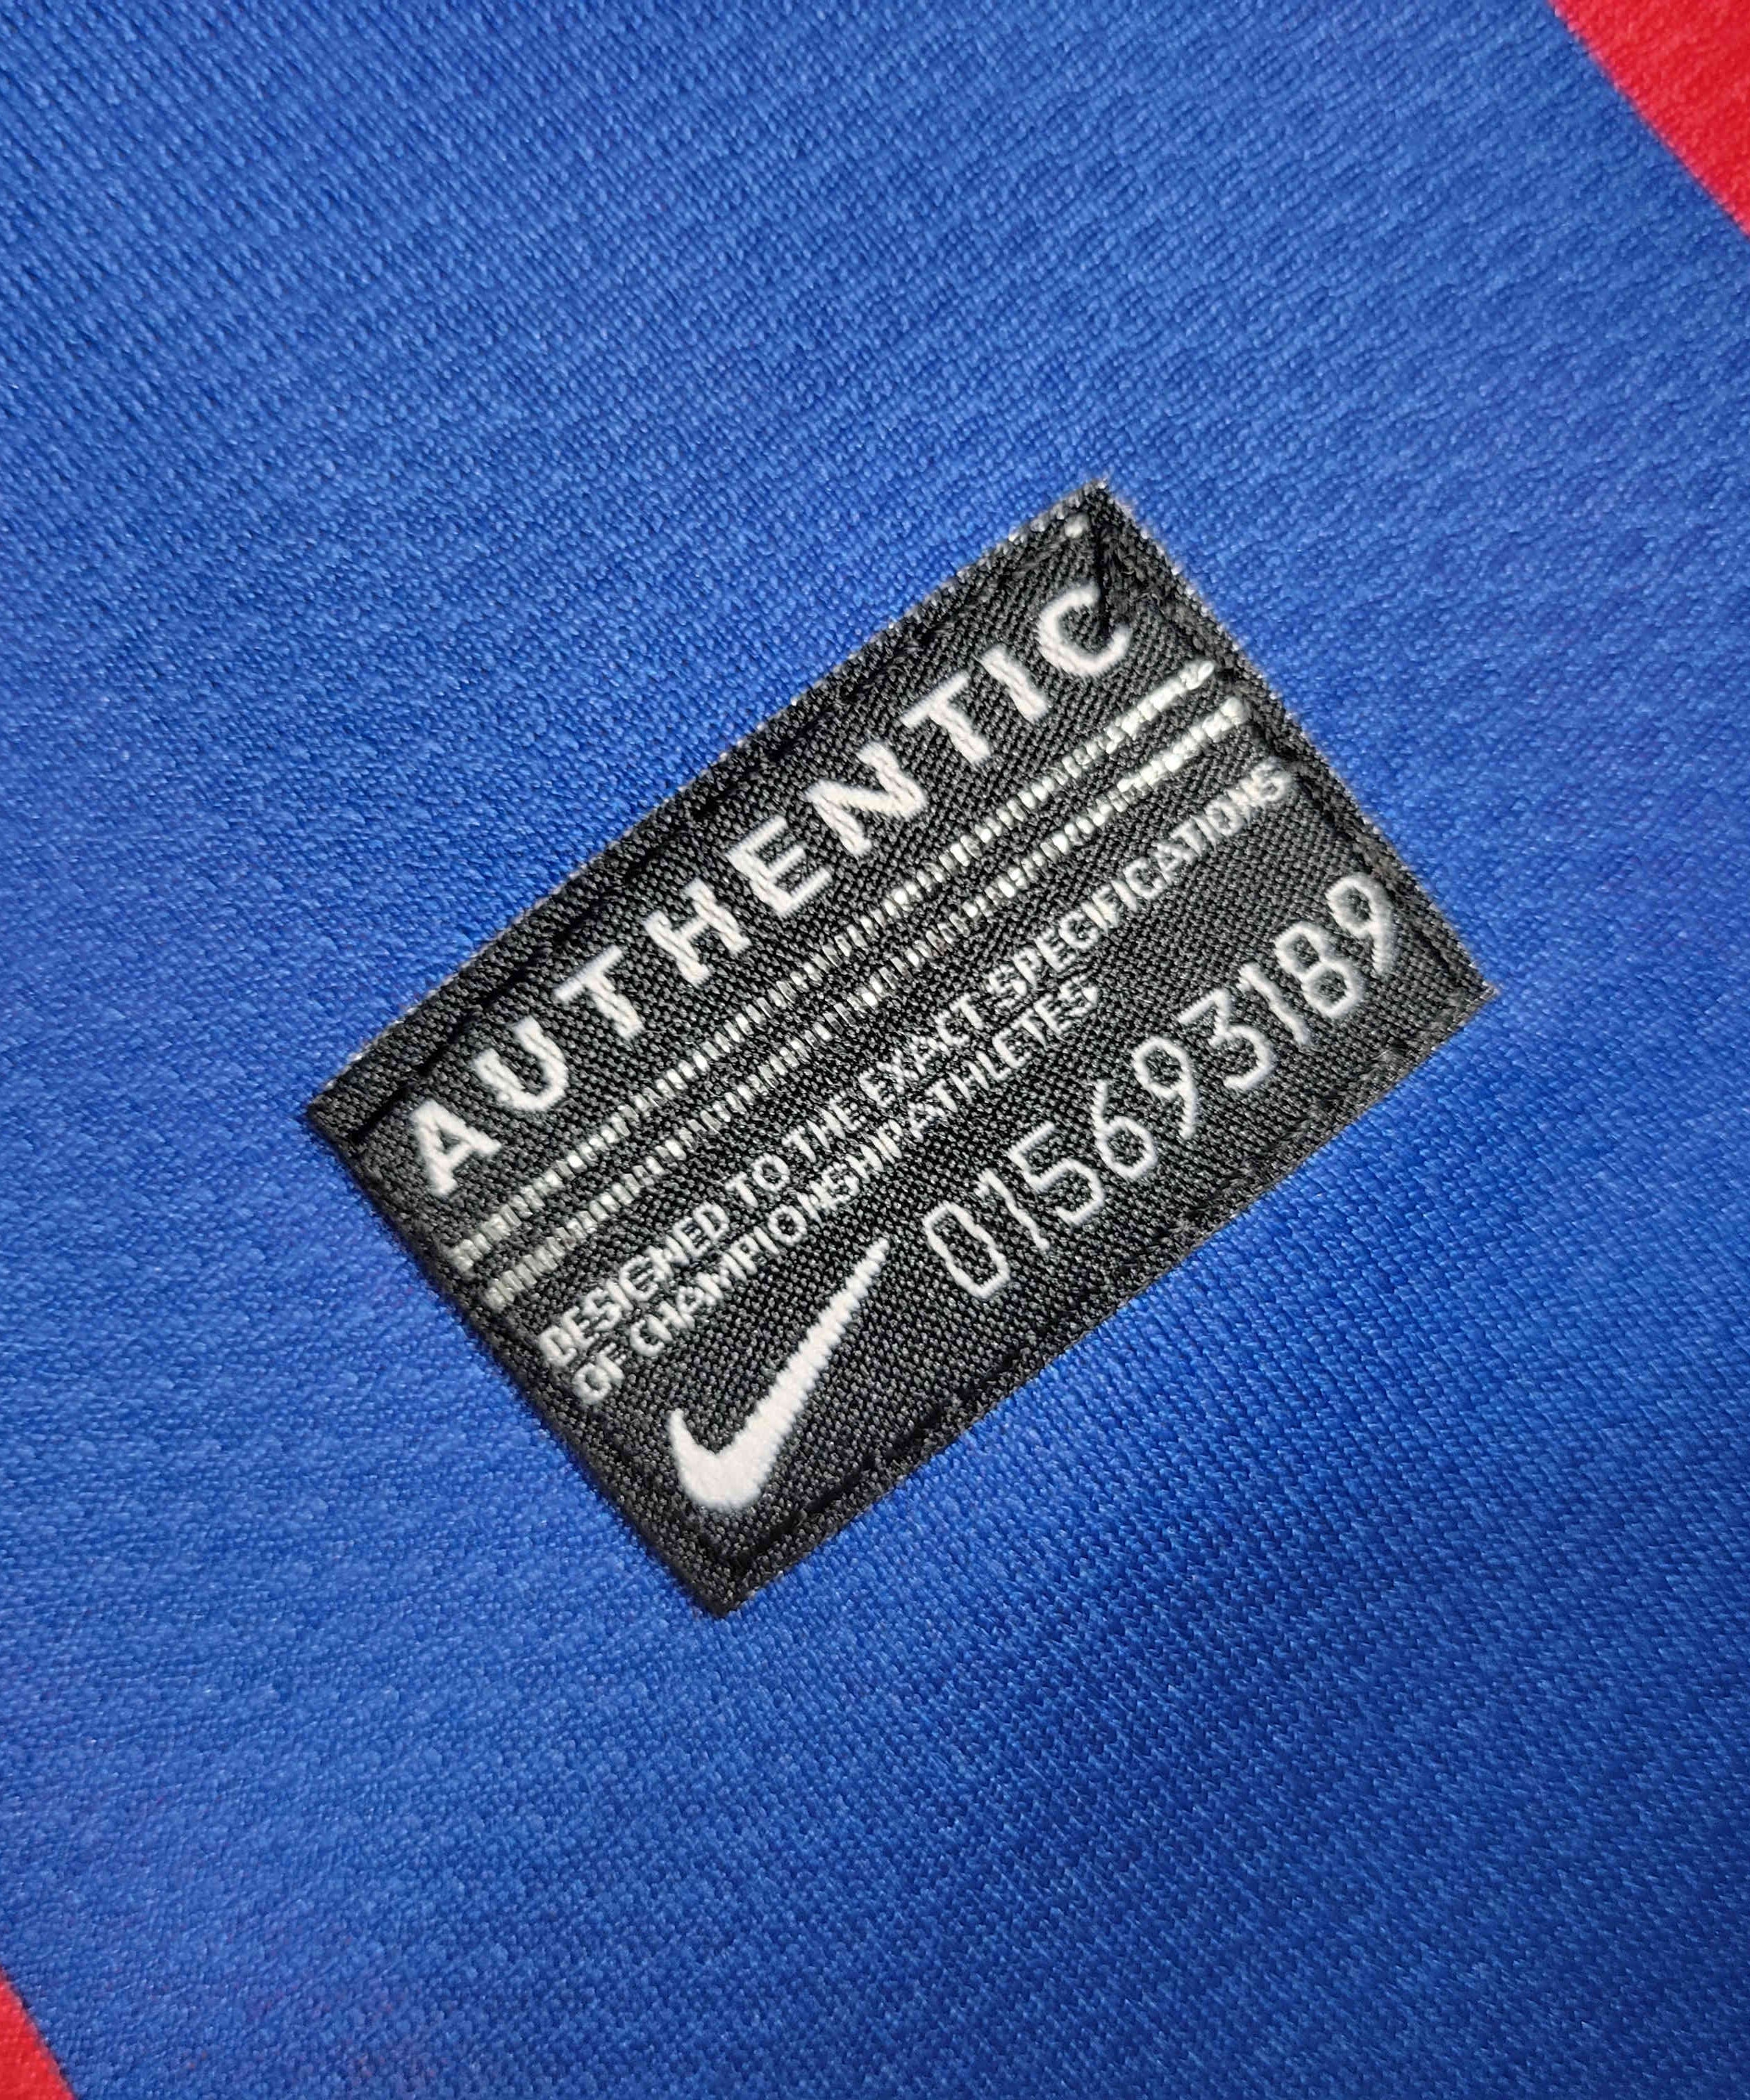 AUTHENTIC
DESIGNED TO THE EXACT SPECIFICATIONS
OF CHAMPIONSHIP ATHLETES
015693189